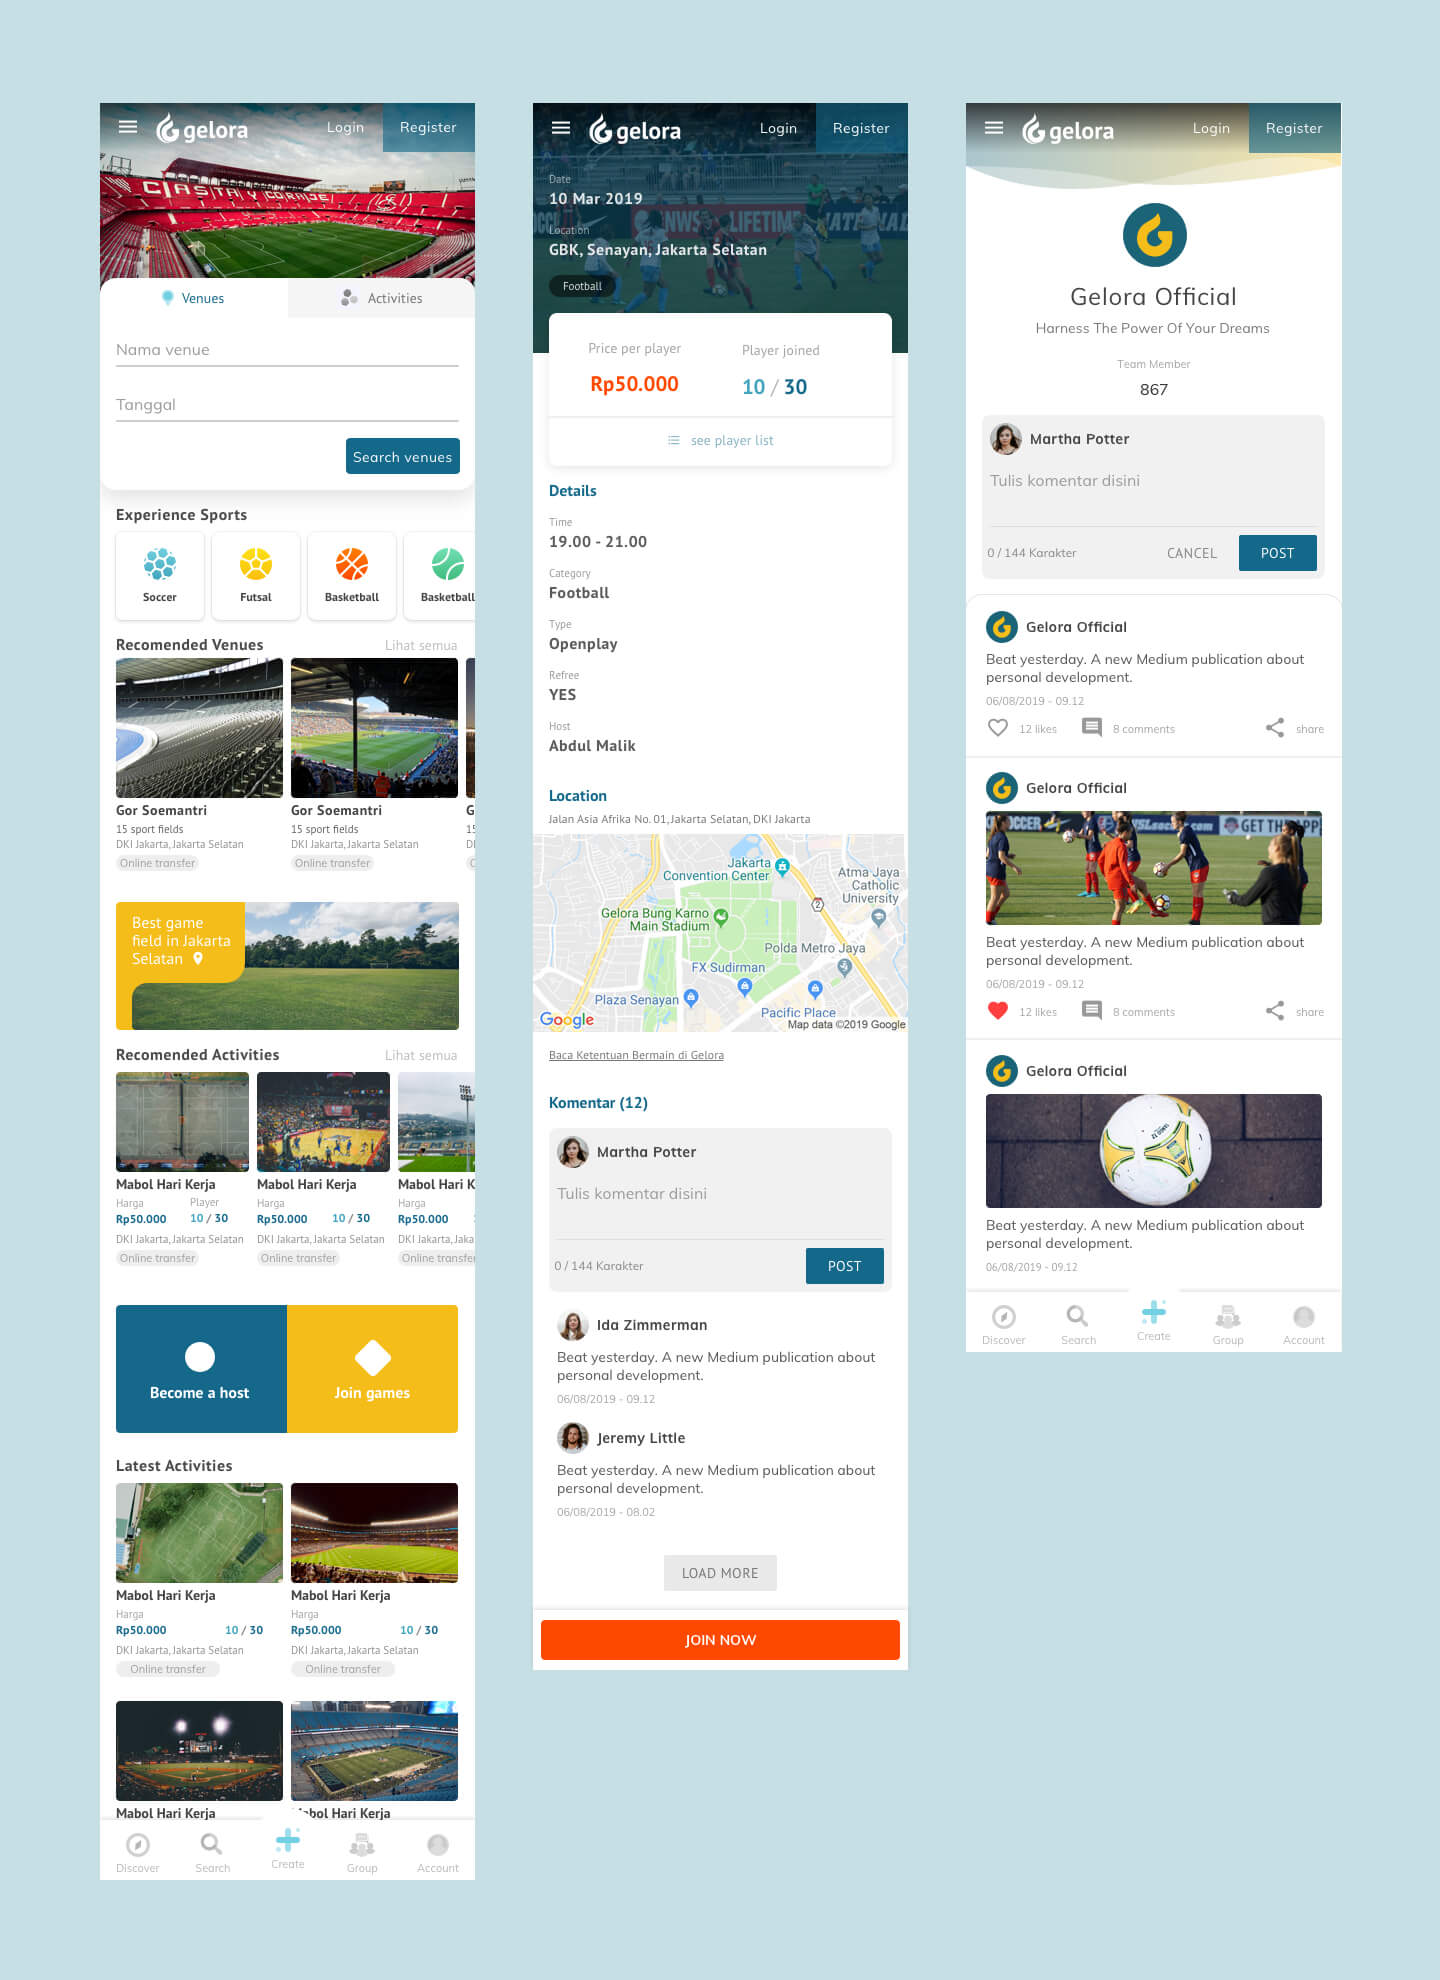 gelora
Login
Register
Venues
Activities
Nama venue
Tanggal
Search venues
Experience Sports
Soccer
Futsal
Basketball
Basketball
Recomended Venues
Lihat semua
Gor Soemantri
15 sport fields
DKI Jakarta, Jakarta Selatan
Online transfer
Gor Soemantri
15 sport fields
DKI Jakarta, Jakarta Selatan
Online transfer
Best game
field in Jakarta
Selatan
Recomended Activities
Lihat semua
Mabol Hari Kerja
Harga
Player
Rp50.000
10 / 30
DKI Jakarta, Jakarta Selatan
Online transfer
Mabol Hari Kerja
Harga
Rp50.000
10 / 30
DKI Jakarta, Jakarta Selatan
Online transfer
Mabol Hari K
Harga
Rp50.000
DKI Jakarta, Jaka
Online transfer
Become a host
Join games
Latest Activities
Mabol Hari Kerja
Harga
Rp50.000
10 / 30
DKI Jakarta, Jakarta Selatan
Online transfer
Mabol Hari Kerja
Harga
Rp50.000
10 / 30
DKI Jakarta, Jakarta Selatan
Online transfer
Mabol Hari Kerja
Mabol Hari Kerja
Discover
Search
Create
Group
Account
gelora
Login
Register
Date
10 Mar 2019
Location
GBK, Senayan, Jakarta Selatan
Football
Price per player
Rp50.000
Player joined
10 / 30
see player list
Details
Time
19.00 - 21.00
Category
Football
Type
Openplay
Refree
YES
Host
Abdul Malik
Location
Jalan Asia Afrika No. 01, Jakarta Selatan, DKI Jakarta
Jakarta
Convention Center
Atma Jaya
Catholic
University
2
Gelora Bung Karno
Main Stadium
Polda Metro Jaya
FX Sudirman
Plaza Senayan
Pacific Place
Google
Map data ©2019 Google
Baca Ketentuan Bermain di Gelora
Komentar (12)
Martha Potter
Tulis komentar disini
0 / 144 Karakter
POST
Ida Zimmerman
Beat yesterday. A new Medium publication about
personal development.
06/08/2019 - 09.12
Jeremy Little
Beat yesterday. A new Medium publication about
personal development.
06/08/2019 - 08.02
LOAD MORE
JOIN NOW
gelora
Login
Register
Gelora Official
Harness The Power Of Your Dreams
Team Member
867
Martha Potter
Tulis komentar disini
0 / 144 Karakter
CANCEL
POST
Gelora Official
Beat yesterday. A new Medium publication about
personal development.
06/08/2019 - 09.12
12 likes
8 comments
share
Gelora Official
Beat yesterday. A new Medium publication about
personal development.
06/08/2019 - 09.12
12 likes
8 comments
share
Gelora Official
Beat yesterday. A new Medium publication about
personal development.
06/08/2019 - 09.12
Discover
Search
Create
Group
Account